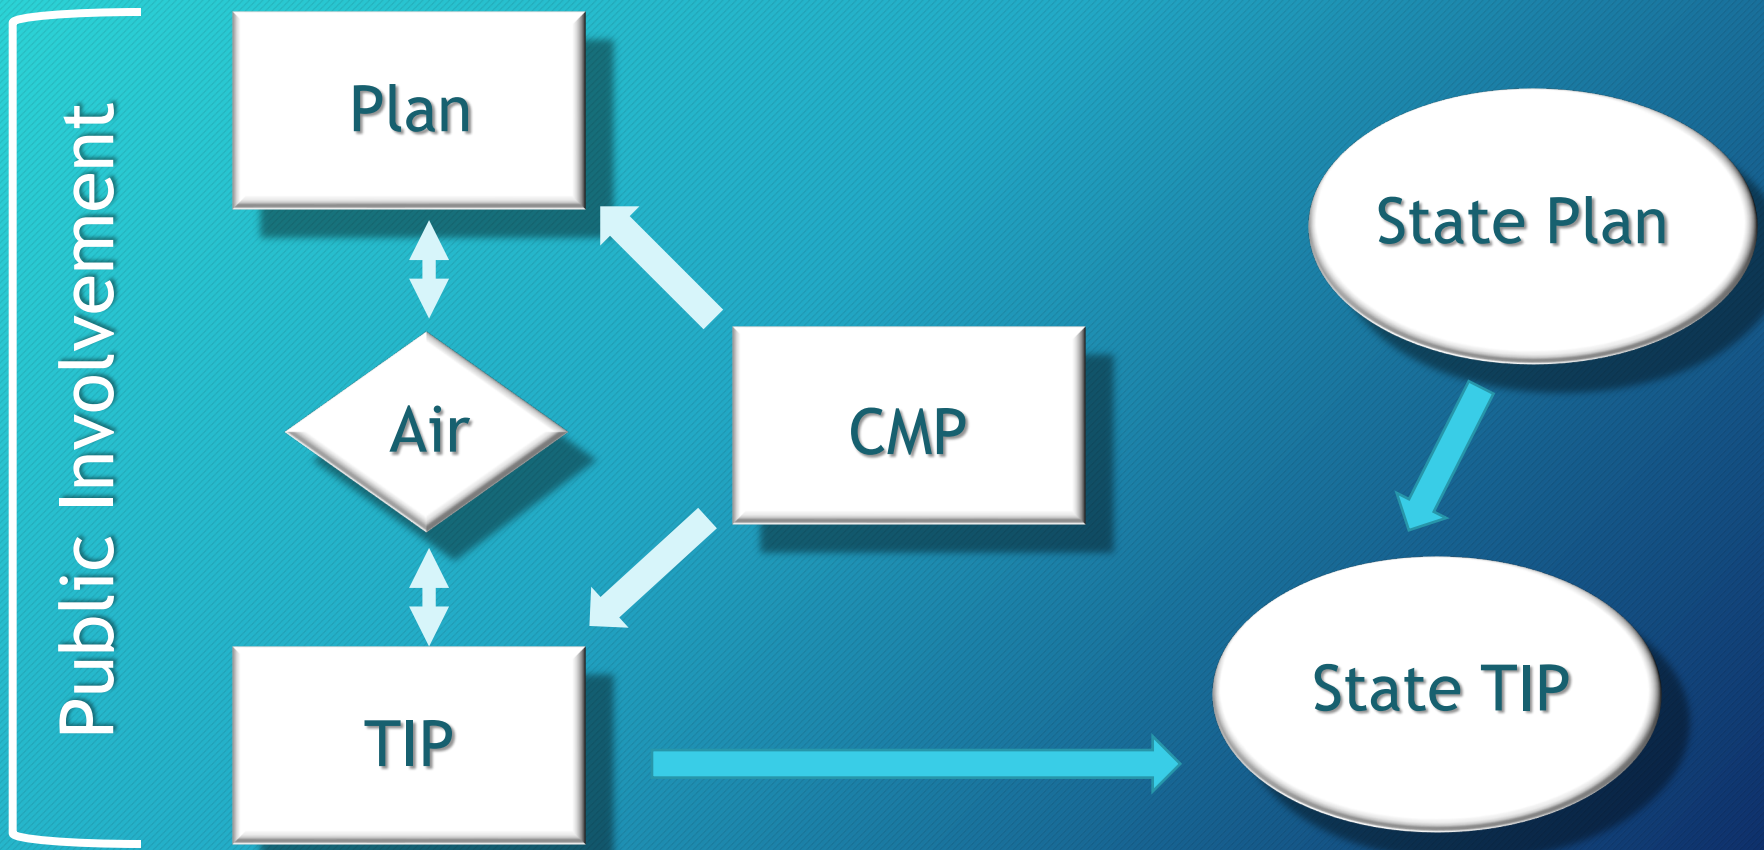 Public Involvement
Plan
State Plan
Air
CMP
State TIP
TIP